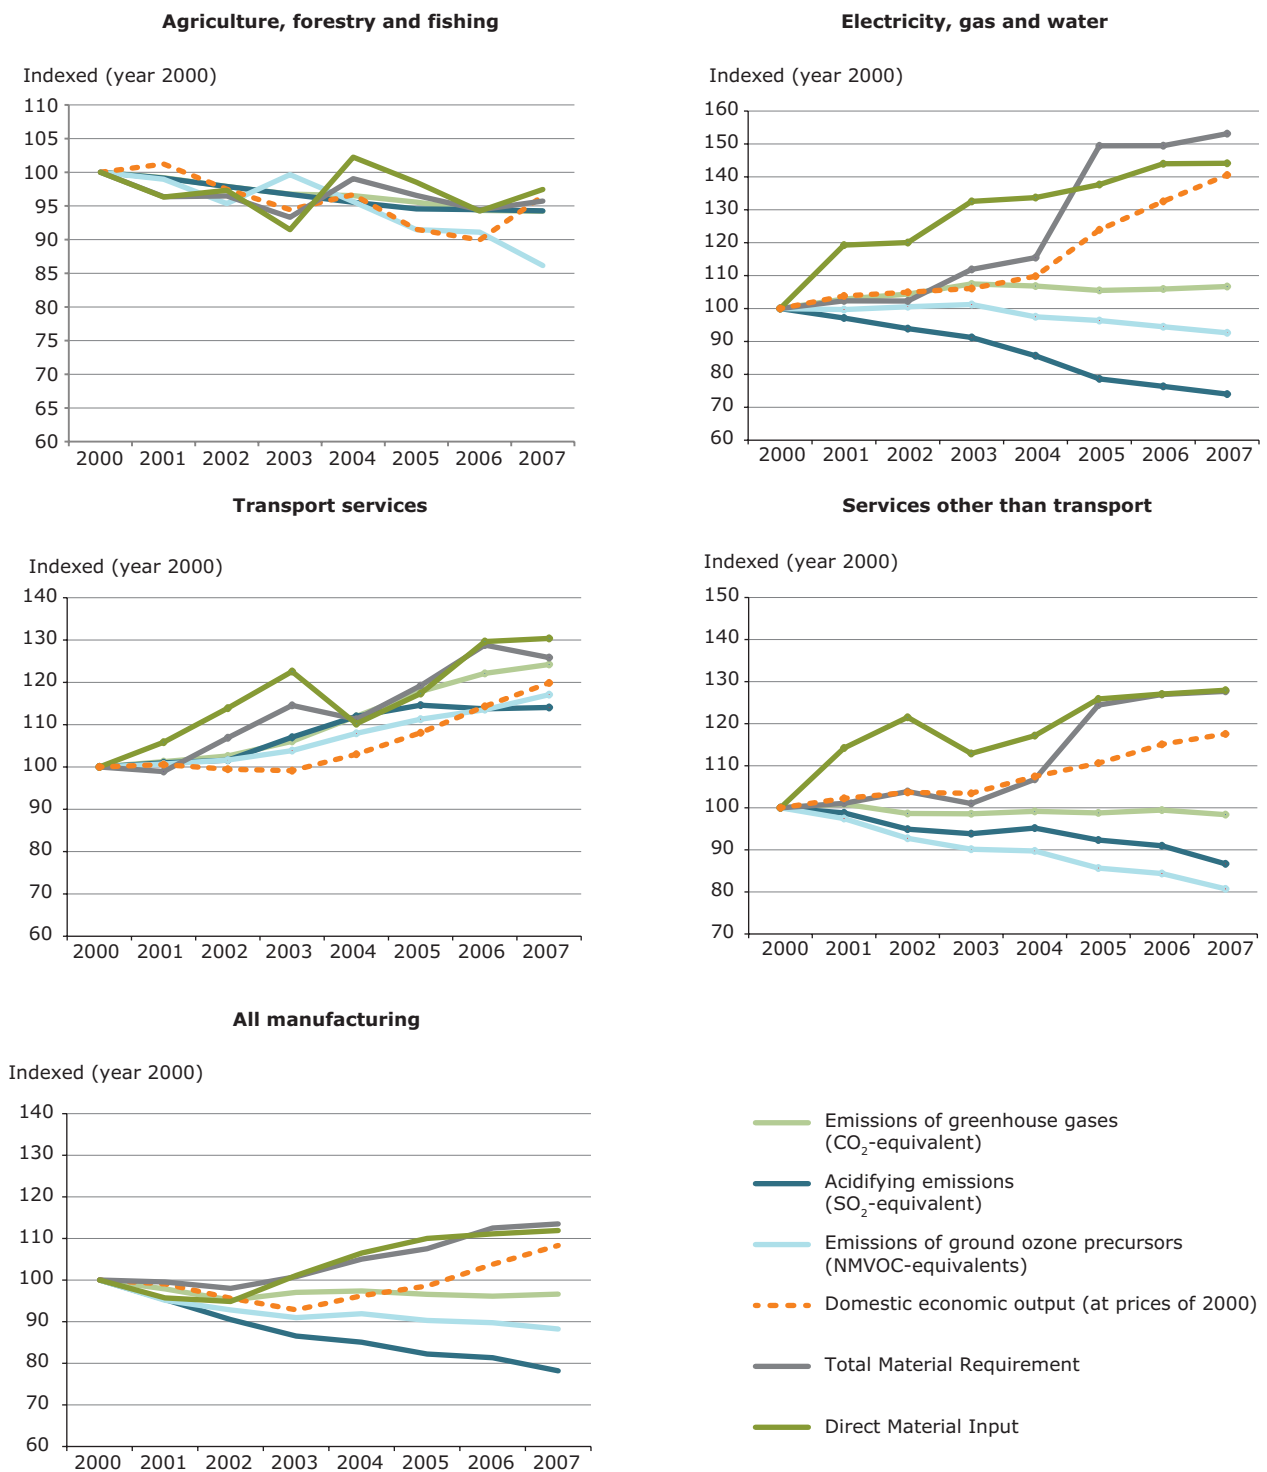 Agriculture, forestry and fishing
Indexed (year 2000)
110
105
100
95
90
85
80
75
70
65
60
2000 2001 2002 2003 2004 2005 2006 2007
Electricity, gas and water
Indexed (year 2000)
160
150
140
130
120
110
100
90
80
70
60
2000 2001 2002 2003 2004 2005 2006 2007
Transport services
Indexed (year 2000)
140
130
120
110
100
90
80
70
60
2000 2001 2002 2003 2004 2005 2006 2007
Services other than transport
Indexed (year 2000)
150
140
130
120
110
100
90
80
70
2000 2001 2002 2003 2004 2005 2006 2007
All manufacturing
Indexed (year 2000)
140
130
120
110
100
90
80
70
60
2000 2001 2002 2003 2004 2005 2006 2007
Emissions of greenhouse gases
(CO₂-equivalent)
Acidifying emissions
(SO₂-equivalent)
Emissions of ground ozone precursors
(NMVOC-equivalents)
Domestic economic output (at prices of 2000)
Total Material Requirement
Direct Material Input